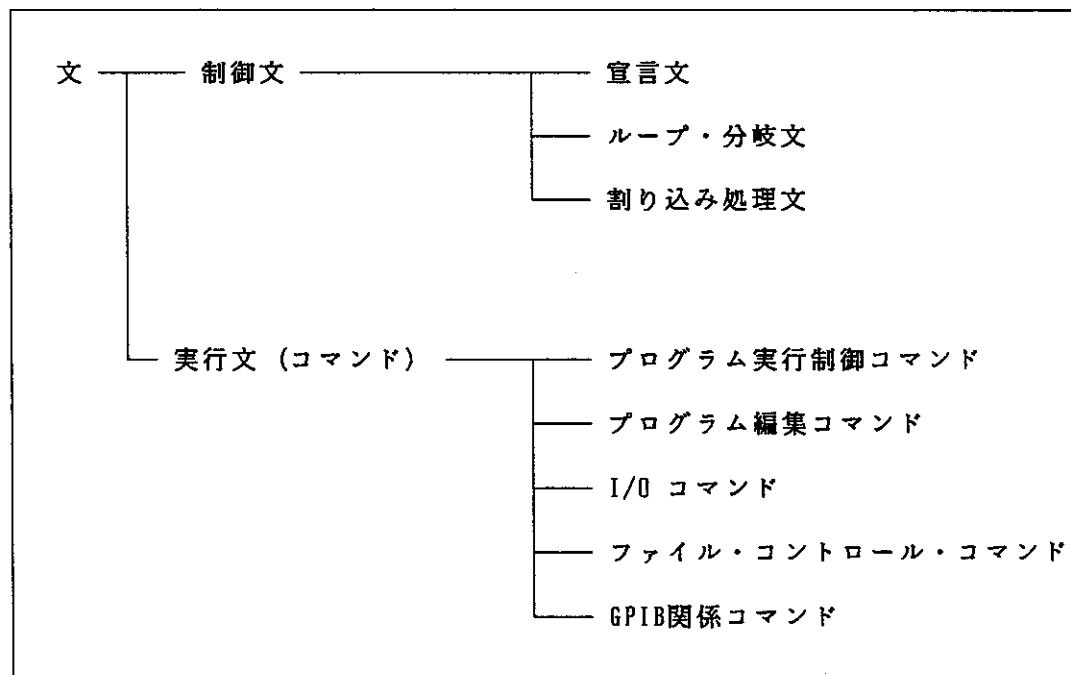 文 制御文 宣言文
ループ・分岐文
割り込み処理文
実行文 (コマンド) プログラム実行制御コマンド
プログラム編集コマンド
I/O コマンド
ファイル・コントロール・コマンド
GPIB関係コマンド